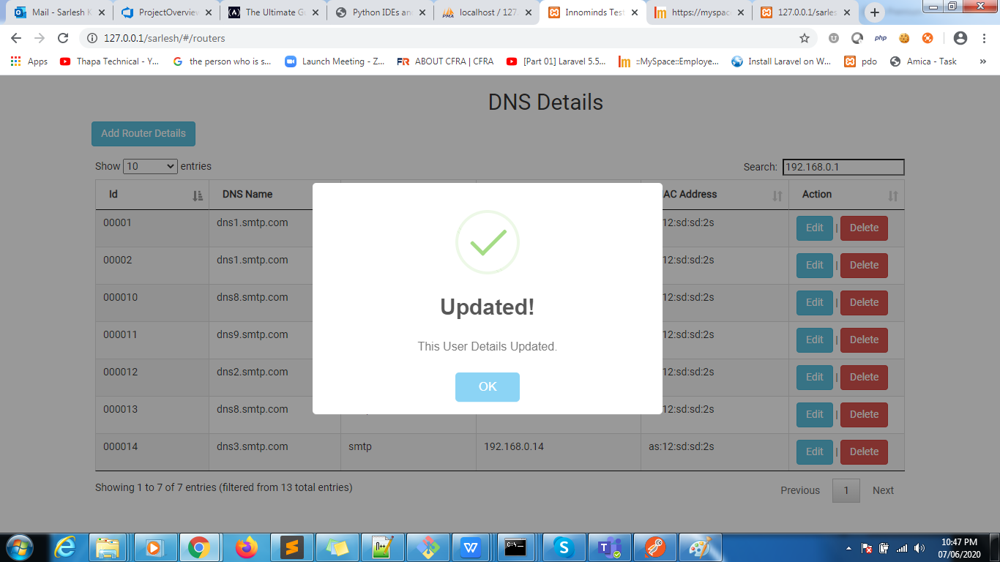 Mail - Sarlesh K
ProjectOverview
The Ultimate Gu
Python IDEs and
localhost / 127.
Innominds Test
https://myspac
127.0.0.1/sarles
127.0.0.1/sarlesh/#/routers
php
Apps
Thapa Technical - Y...
the person who is s...
Launch Meeting - Z...
FR ABOUT CFRA | CFRA
[Part 01] Laravel 5.5...
::MySpace::Employe...
Install Laravel on W...
pdo
Amica - Task
»
DNS Details
Add Router Details
Show 10 entries
Search: 192.168.0.1
Id DNS Name AC Address Action
00001 dns1.smtp.com :12:sd:sd:2s Edit | Delete
00002 dns1.smtp.com :12:sd:sd:2s Edit | Delete
000010 dns8.smtp.com :12:sd:sd:2s Edit | Delete
000011 dns9.smtp.com :12:sd:sd:2s Edit | Delete
000012 dns2.smtp.com :12:sd:sd:2s Edit | Delete
000013 dns8.smtp.com :12:sd:sd:2s Edit | Delete
000014 dns3.smtp.com smtp 192.168.0.14 as:12:sd:sd:2s Edit | Delete
Updated!
This User Details Updated.
OK
Showing 1 to 7 of 7 entries (filtered from 13 total entries)
Previous 1 Next
10:47 PM
07/06/2020